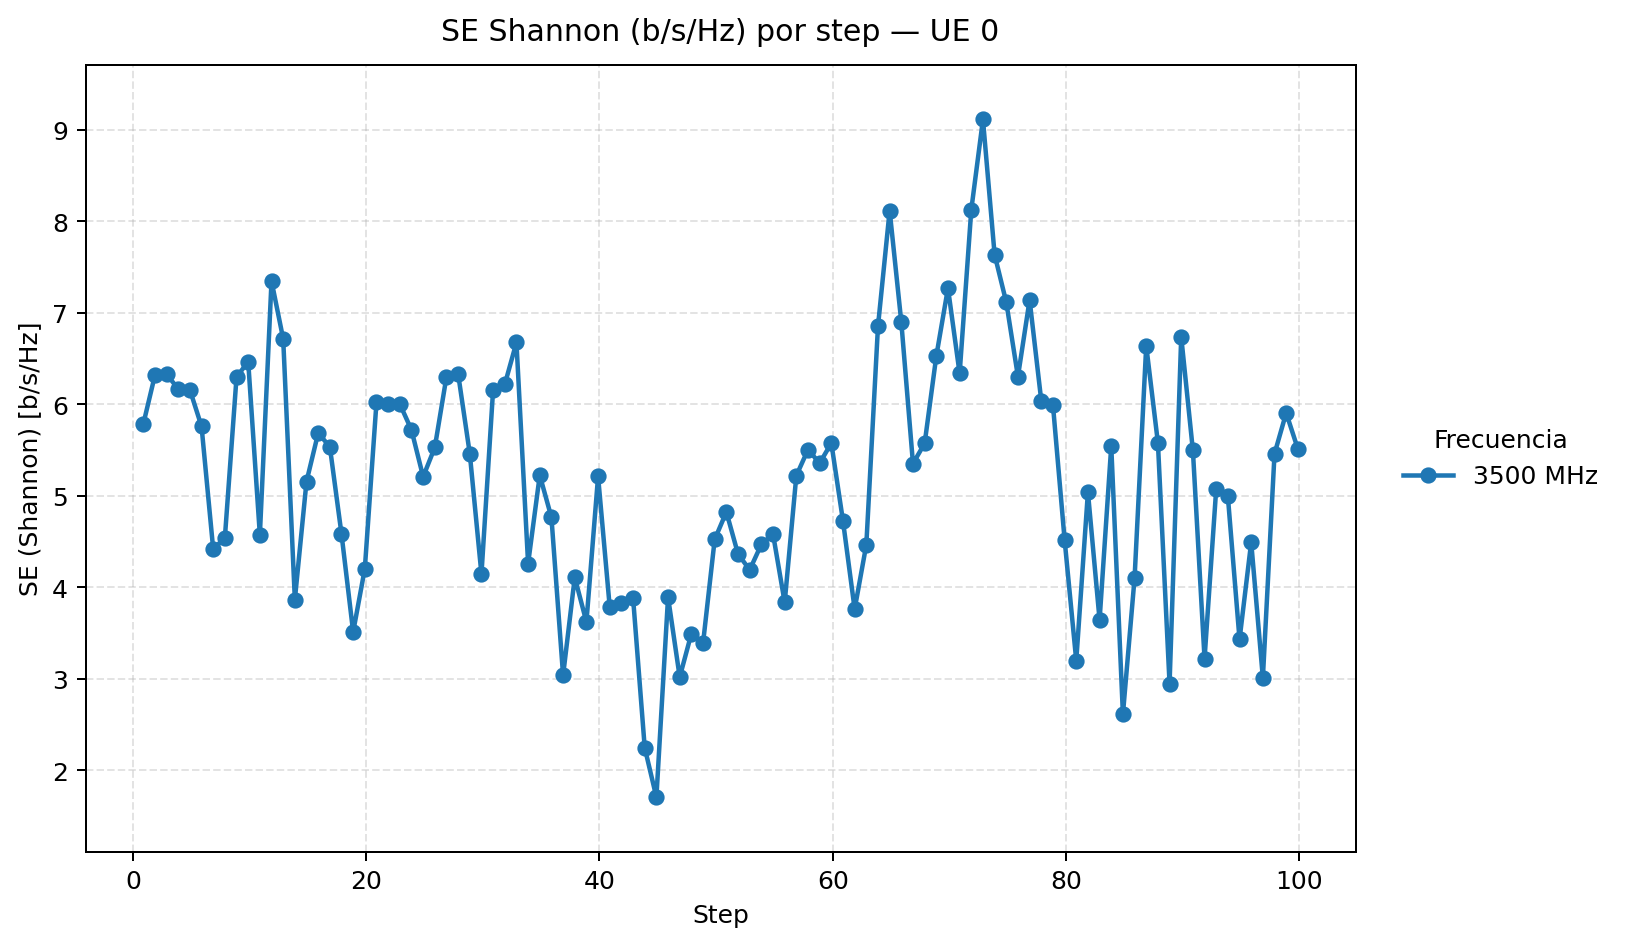 SE Shannon (b/s/Hz) por step — UE 0
SE (Shannon) [b/s/Hz]
9
8
7
6
5
4
3
2
0 20 40 60 80 100
Step
Frecuencia
3500 MHz